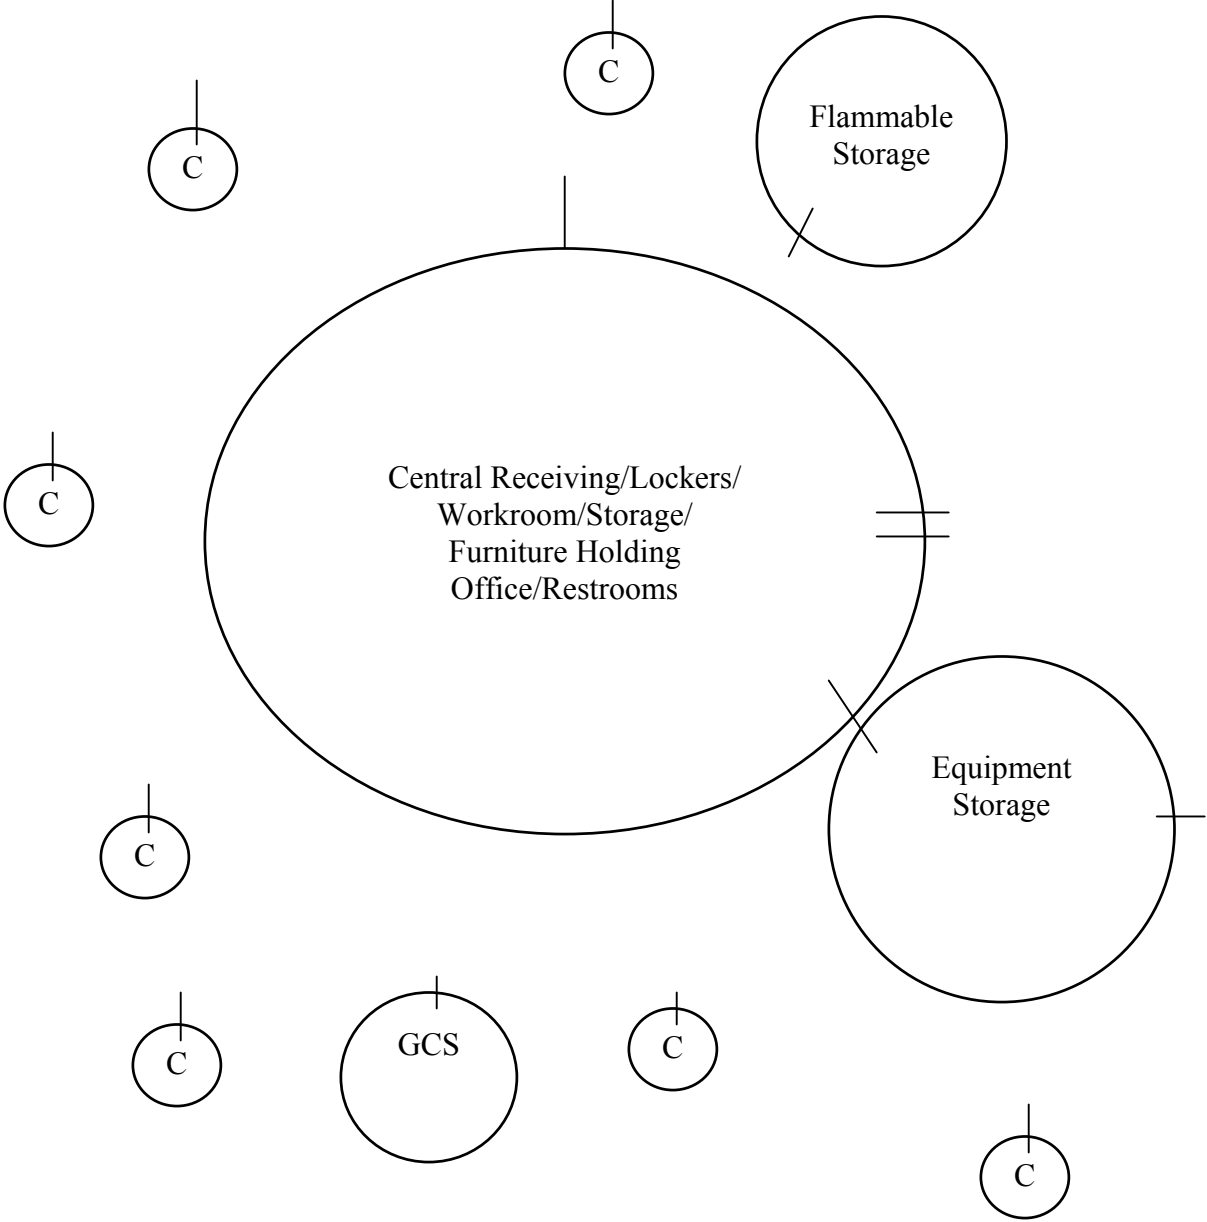 C
Flammable
Storage
C
Central Receiving/Lockers/
Workroom/Storage/
Furniture Holding
Office/Restrooms
C
Equipment
Storage
C
GCS
C
C
C